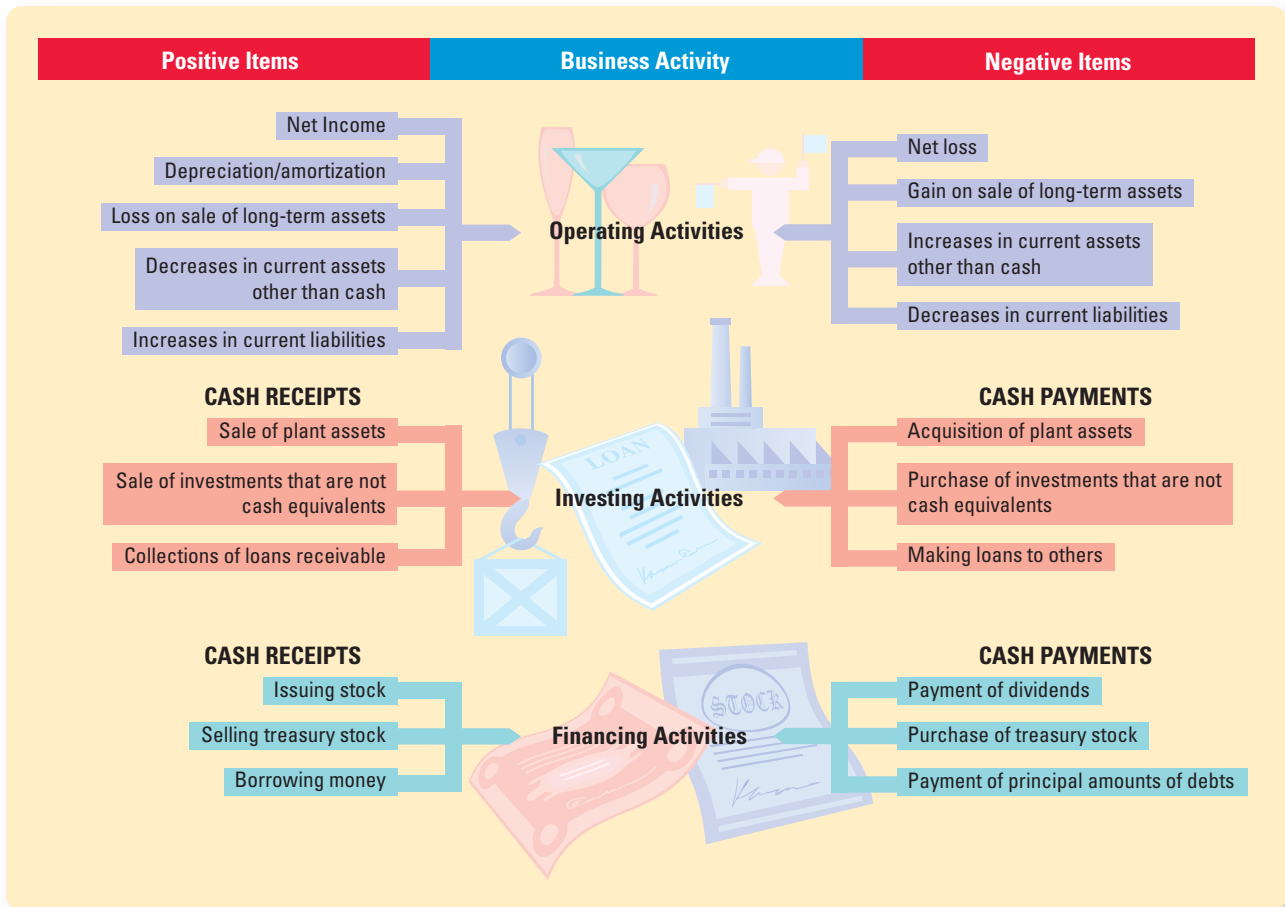 Positive Items
Business Activity
Negative Items
Net Income
Depreciation/amortization
Loss on sale of long-term assets
Decreases in current assets
other than cash
Increases in current liabilities
Operating Activities
Net loss
Gain on sale of long-term assets
Increases in current assets
other than cash
Decreases in current liabilities
CASH RECEIPTS
Sale of plant assets
Sale of investments that are not
cash equivalents
Collections of loans receivable
LOAN
Investing Activities
CASH PAYMENTS
Acquisition of plant assets
Purchase of investments that are not
cash equivalents
Making loans to others
CASH RECEIPTS
Issuing stock
Selling treasury stock
Borrowing money
STOCK
Financing Activities
CASH PAYMENTS
Payment of dividends
Purchase of treasury stock
Payment of principal amounts of debts